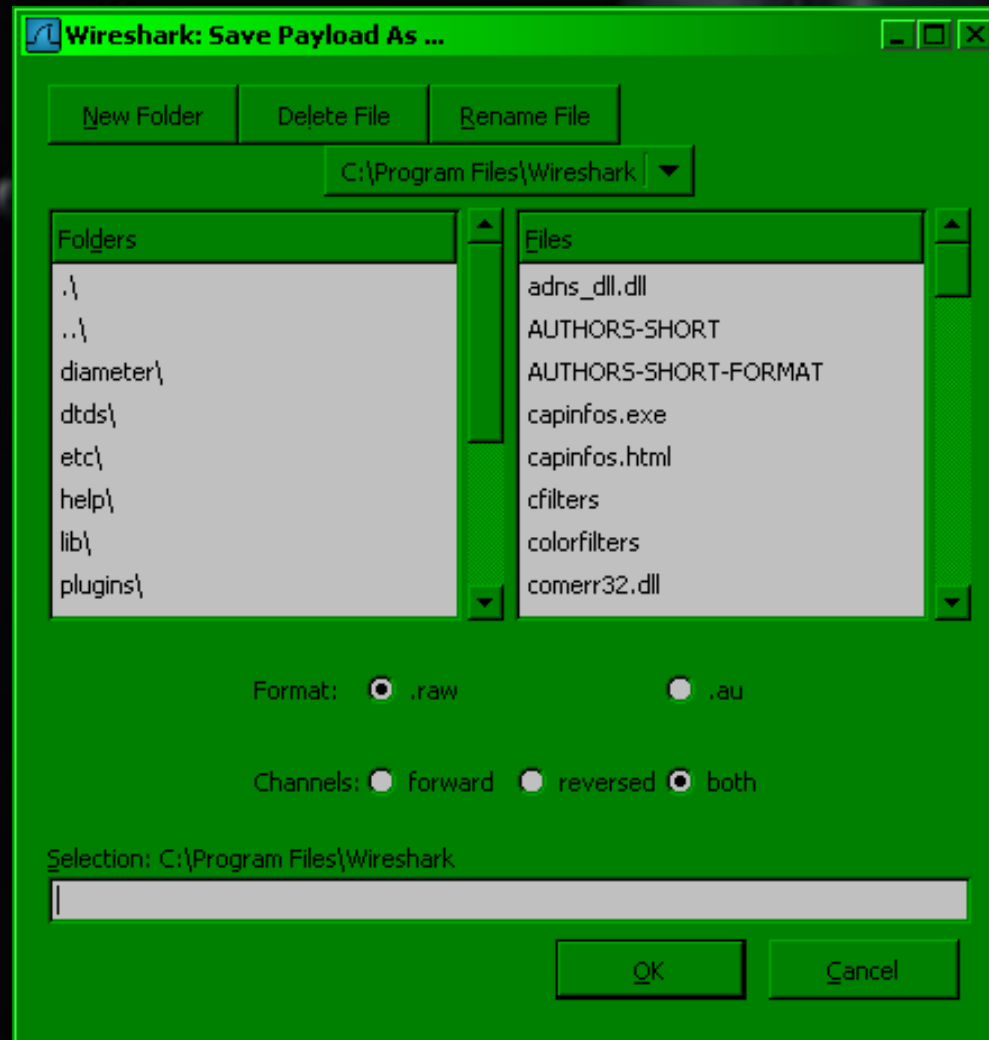 Wireshark: Save Payload As ...
New Folder Delete File Rename File
C:\Program Files\Wireshark
Folders
.\
..\
diameter\
dtds\
etc\
help\
lib\
plugins\
Files
adns_dll.dll
AUTHORS-SHORT
AUTHORS-SHORT-FORMAT
capinfos.exe
capinfos.html
cfilters
colorfilters
comerr32.dll
Format: .raw .au
Channels: forward reversed both
Selection: C:\Program Files\Wireshark
OK Cancel